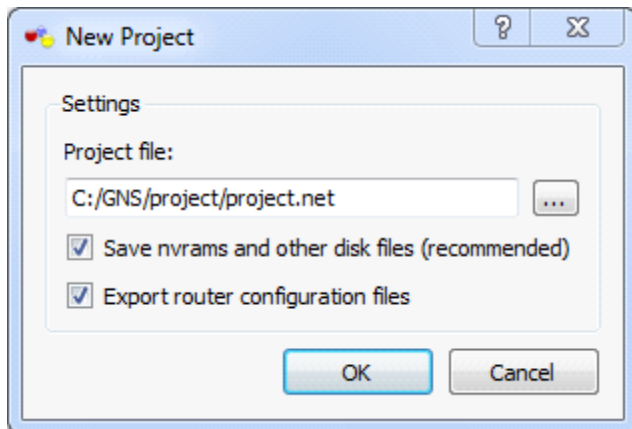 New Project
Settings
Project file:
C:/GNS/project/project.net
...
Save nvrams and other disk files (recommended)
Export router configuration files
OK
Cancel